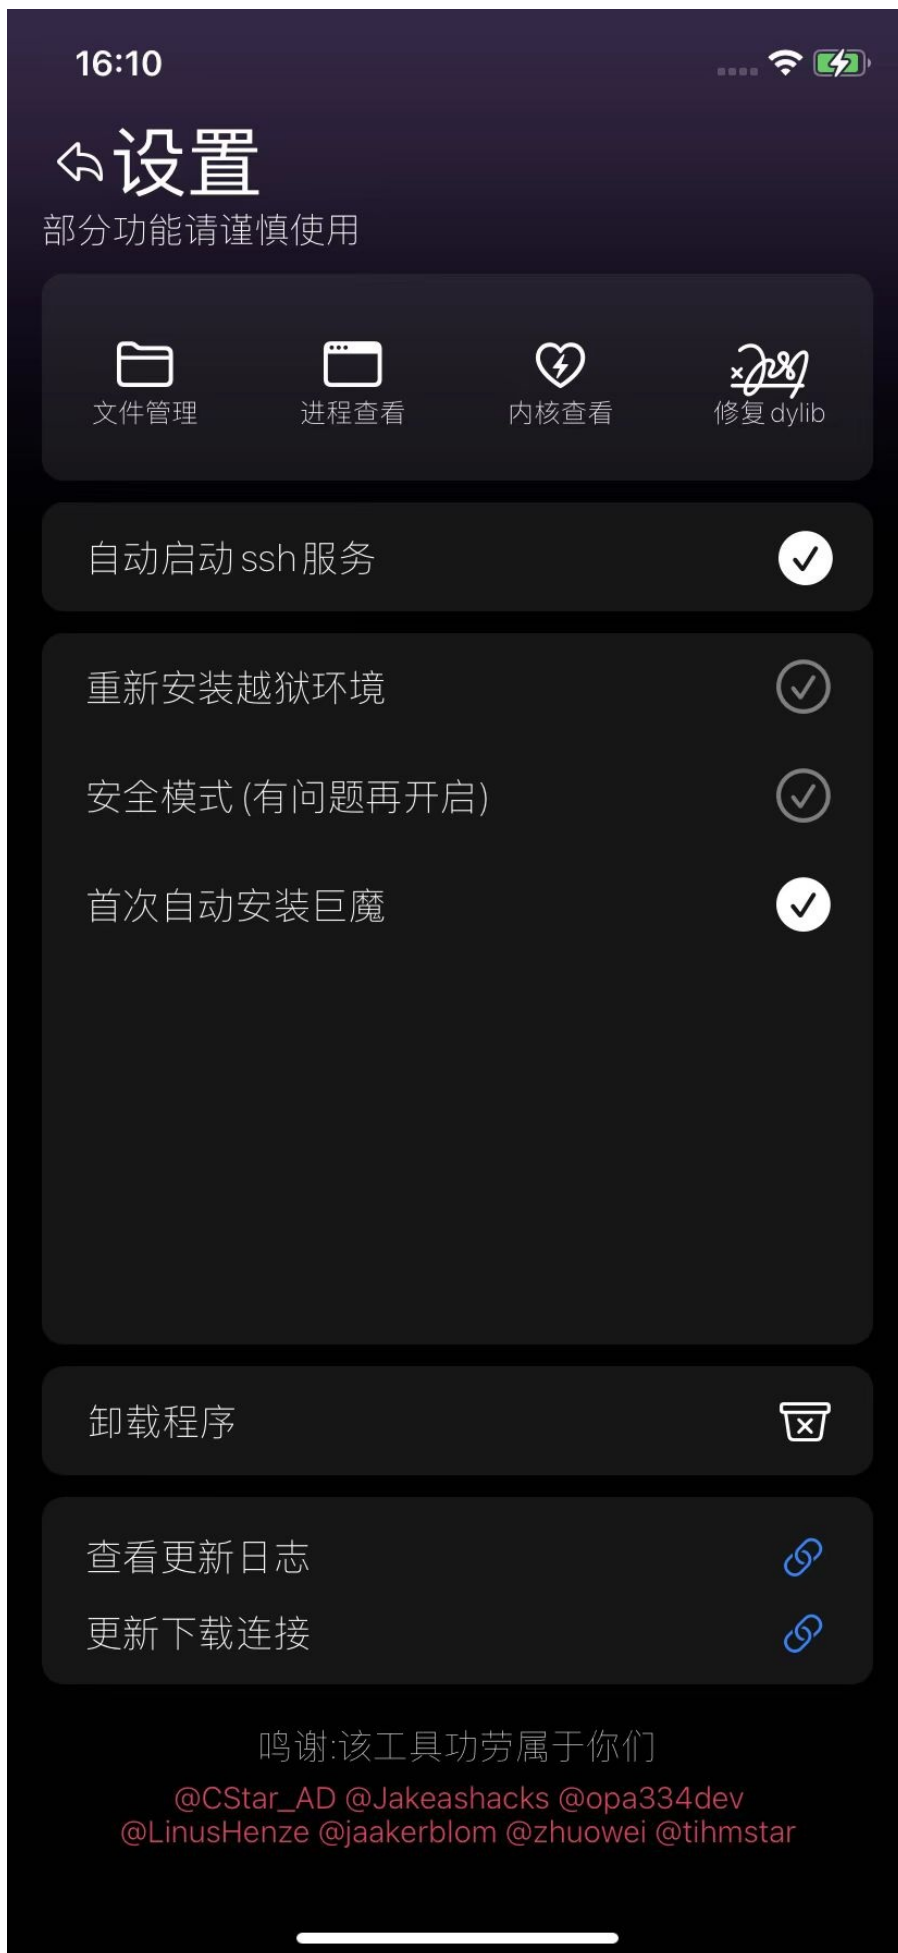 16:10
设置
部分功能请谨慎使用
文件管理 进程查看 内核查看 修复dylib
自动启动ssh服务
重新安装越狱环境
安全模式(有问题再开启)
首次自动安装巨魔
卸载程序
查看更新日志
更新下载连接
鸣谢:该工具功劳属于你们
@CStar_AD @Jakeashacks @opa334dev
@LinusHenze @jaakerblom @zhuowei @tihmstar